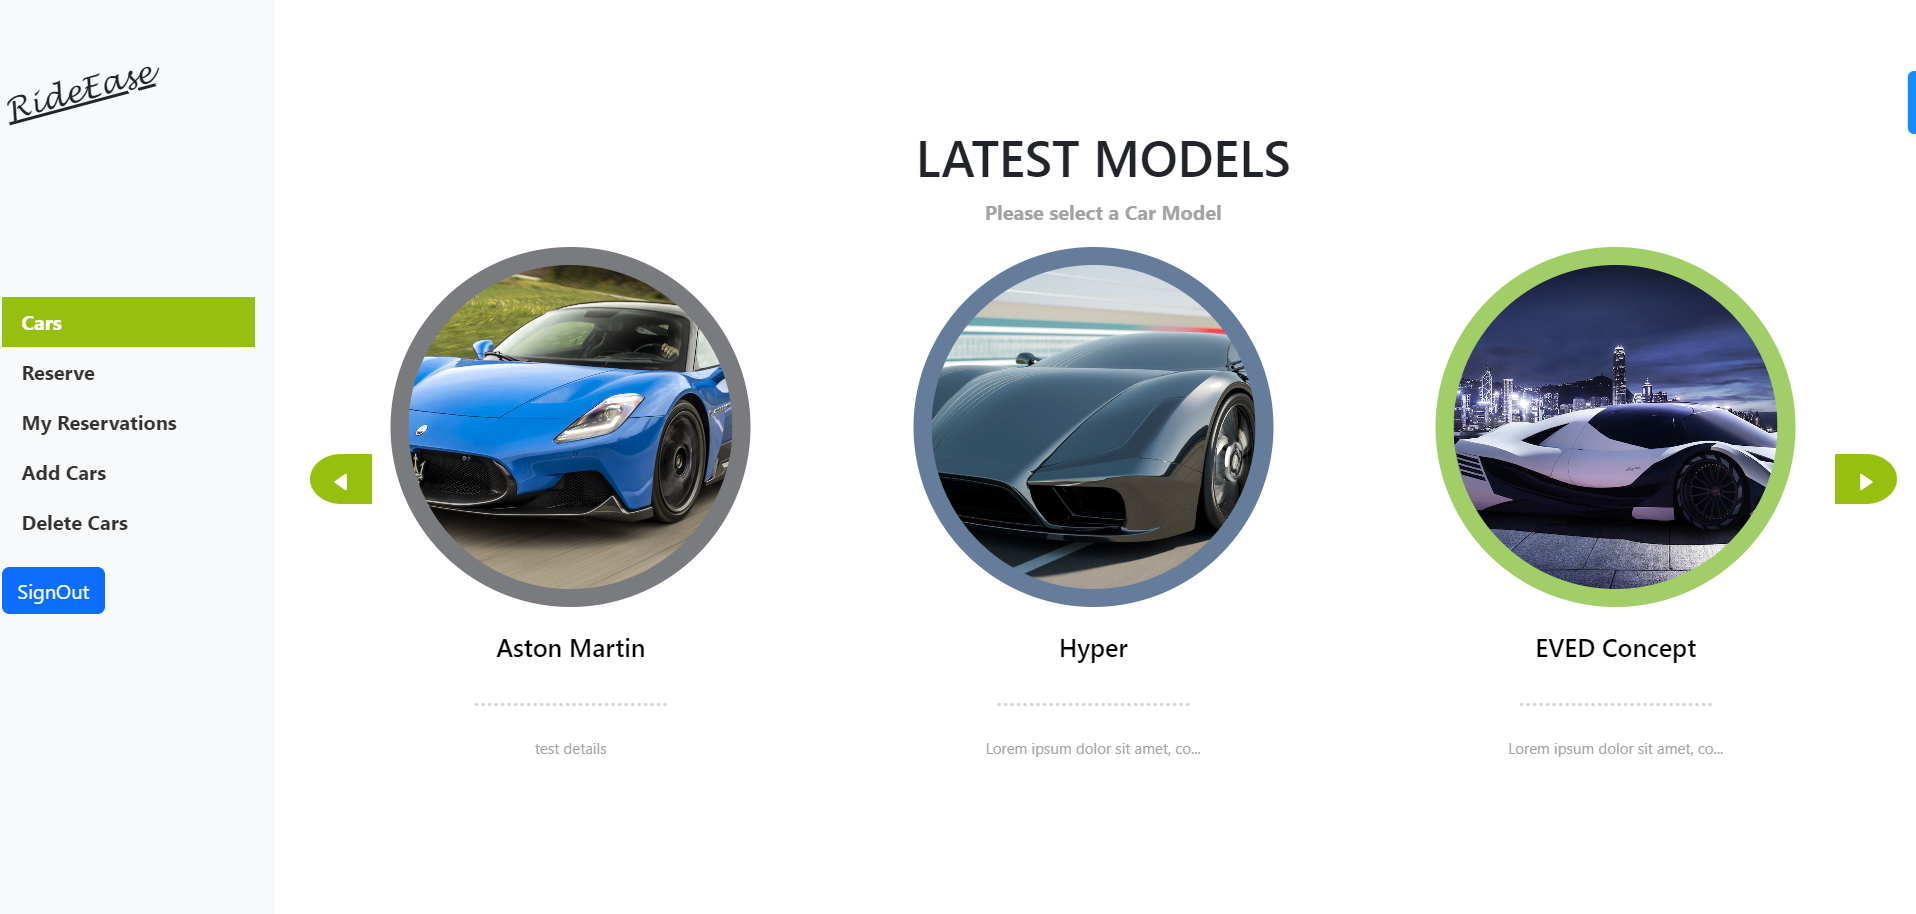 RideEase
Cars
Reserve
My Reservations
Add Cars
Delete Cars
SignOut
LATEST MODELS
Please select a Car Model
Aston Martin
Hyper
EVED Concept
test details
Lorem ipsum dolor sit amet, co...
Lorem ipsum dolor sit amet, co...